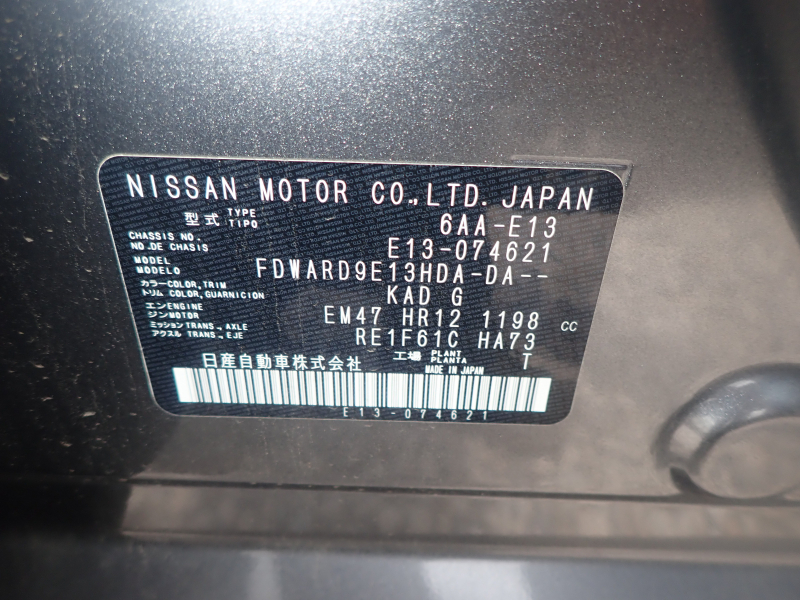 NISSAN MOTOR CO.,LTD. JAPAN
型式 TYPE TIPO 6AA-E13
CHASSIS NO. NO.DE CHASIS E13-074621
MODEL MODELO FDWARD9E13HDA-DA--
カラー COLOR,TRIM トリム COLOR,GUARNICION KAD G
エンジン ENGINE MOTOR EM47 HR12 1198 CC
ミッション TRANS., AXLE アクスル TRANS., EJE RE1F61C HA73
日産自動車株式会社 工場 PLANT PLANTA T
MADE IN JAPAN
E13-074621